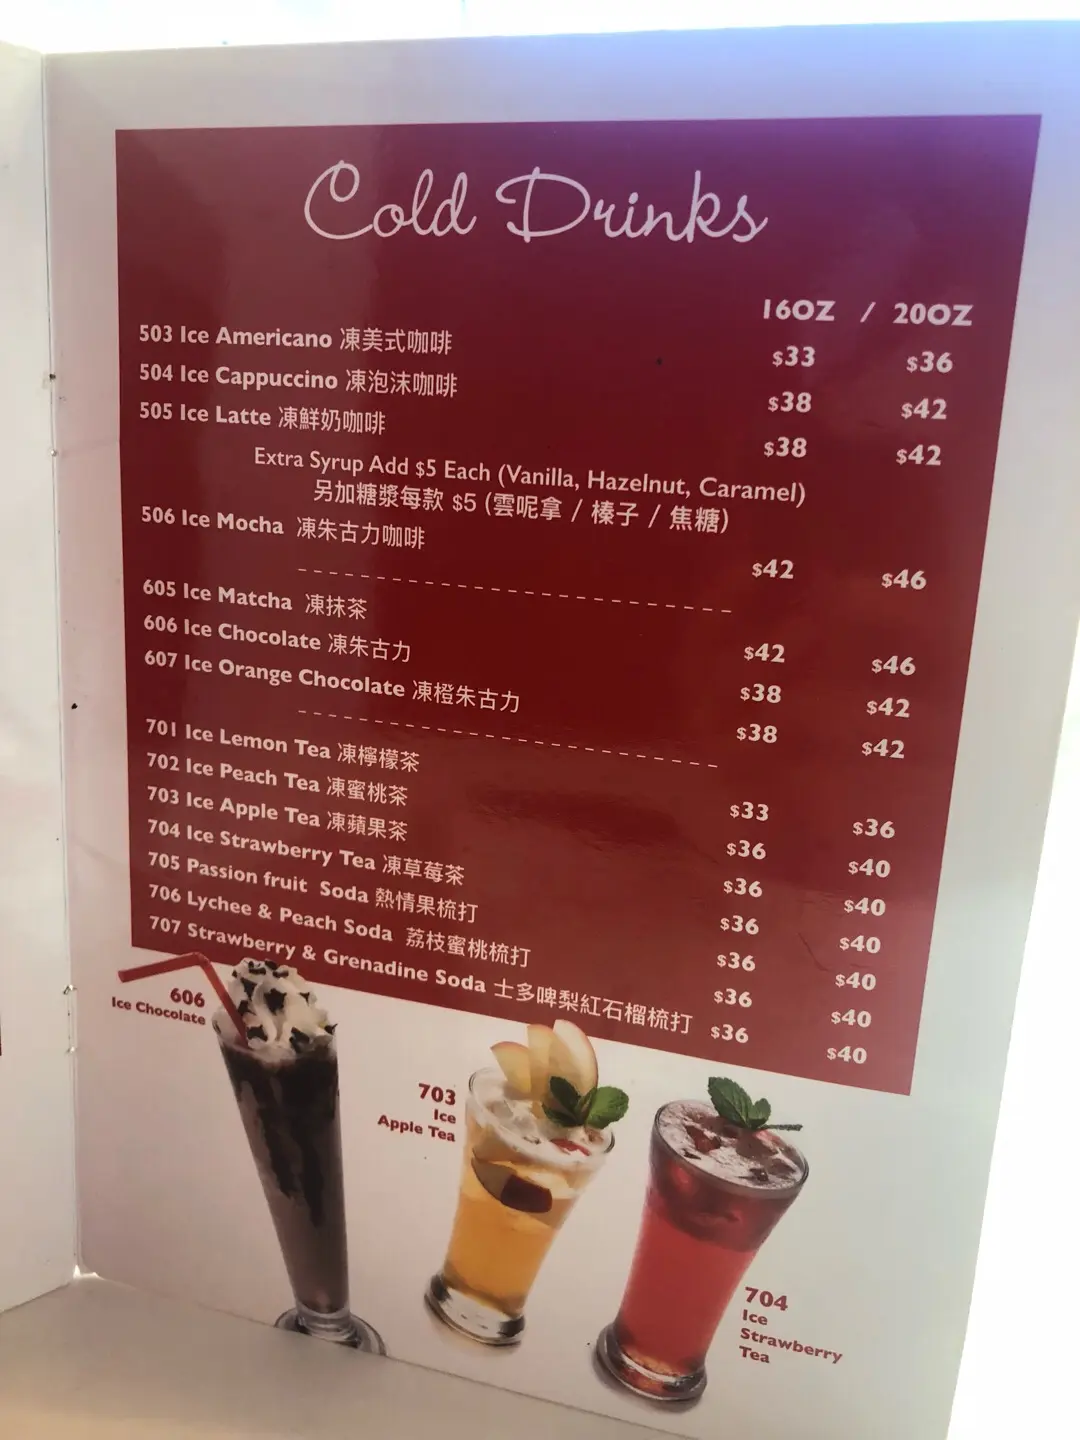 Cold Drinks
16OZ / 20OZ
503 Ice Americano 凍美式咖啡 $33 $36
504 Ice Cappuccino 凍泡沫咖啡 $38 $42
505 Ice Latte 凍鮮奶咖啡 $38 $42
Extra Syrup Add $5 Each (Vanilla, Hazelnut, Caramel)
另加糖漿每款 $5 (雲呢拿 / 榛子 / 焦糖)
506 Ice Mocha 凍朱古力咖啡 $42 $46
605 Ice Matcha 凍抹茶 $42 $46
606 Ice Chocolate 凍朱古力 $38 $42
607 Ice Orange Chocolate 凍橙朱古力 $38 $42
701 Ice Lemon Tea 凍檸檬茶 $33 $36
702 Ice Peach Tea 凍蜜桃茶 $36 $40
703 Ice Apple Tea 凍蘋果茶 $36 $40
704 Ice Strawberry Tea 凍草莓茶 $36 $40
705 Passion fruit Soda 熱情果梳打 $36 $40
706 Lychee & Peach Soda 荔枝蜜桃梳打 $36 $40
707 Strawberry & Grenadine Soda 士多啤梨紅石榴梳打 $36 $40
606
Ice Chocolate
703
Ice
Apple Tea
704
Ice
Strawberry
Tea